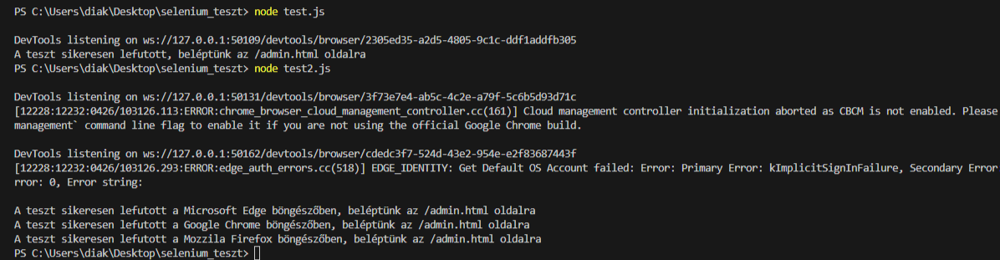 PS C:\Users\diak\Desktop\selenium_teszt> node test.js
DevTools listening on ws://127.0.0.1:50109/devtools/browser/2305ed35-a2d5-4805-9c1c-ddf1addfb305
A teszt sikeresen lefutott, beléptünk az /admin.html oldalra
PS C:\Users\diak\Desktop\selenium_teszt> node test2.js
DevTools listening on ws://127.0.0.1:50131/devtools/browser/3f73e7e4-ab5c-4c2e-a79f-5c6b5d93d71c
[12228:12232:0426/103126.113:ERROR:chrome_browser_cloud_management_controller.cc(161)] Cloud management controller initialization aborted as CBCM is not enabled. Please
management` command line flag to enable it if you are not using the official Google Chrome build.
DevTools listening on ws://127.0.0.1:50162/devtools/browser/cdedc3f7-524d-43e2-954e-e2f83687443f
[12228:12232:0426/103126.293:ERROR:edge_auth_errors.cc(518)] EDGE_IDENTITY: Get Default OS Account failed: Error: Primary Error: kImplicitSignInFailure, Secondary Error
rror: 0, Error string:
A teszt sikeresen lefutott a Microsoft Edge böngészőben, beléptünk az /admin.html oldalra
A teszt sikeresen lefutott a Google Chrome böngészőben, beléptünk az /admin.html oldalra
A teszt sikeresen lefutott a Mozzila Firefox böngészőben, beléptünk az /admin.html oldalra
PS C:\Users\diak\Desktop\selenium_teszt>